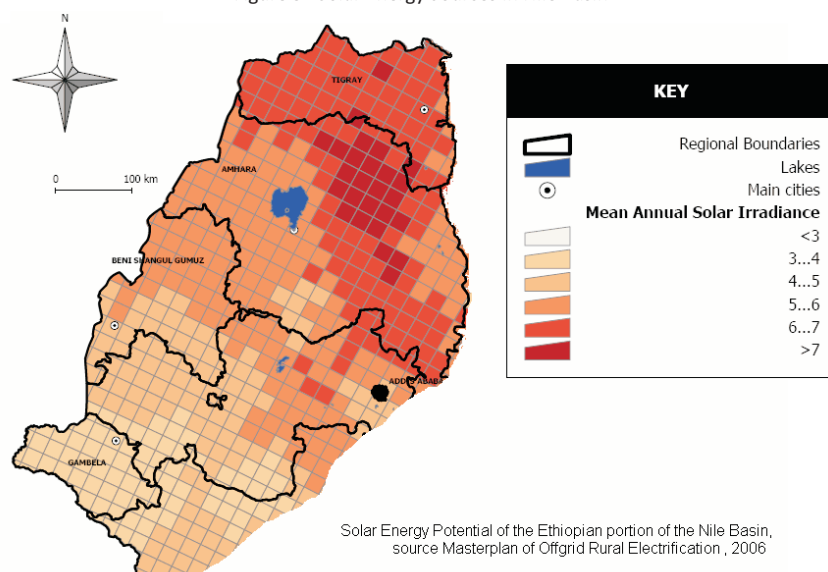 N
TIGRAY
KEY
Regional Boundaries
Lakes
Main cities
Mean Annual Solar Irradiance
<3
3...4
4...5
5...6
6...7
>7
AMHARA
0 100 km
BENI SHANGUL GUMUZ
ADDIS ABAB
GAMBELA
Solar Energy Potential of the Ethiopian portion of the Nile Basin,
source Masterplan of Offgrid Rural Electrification , 2006